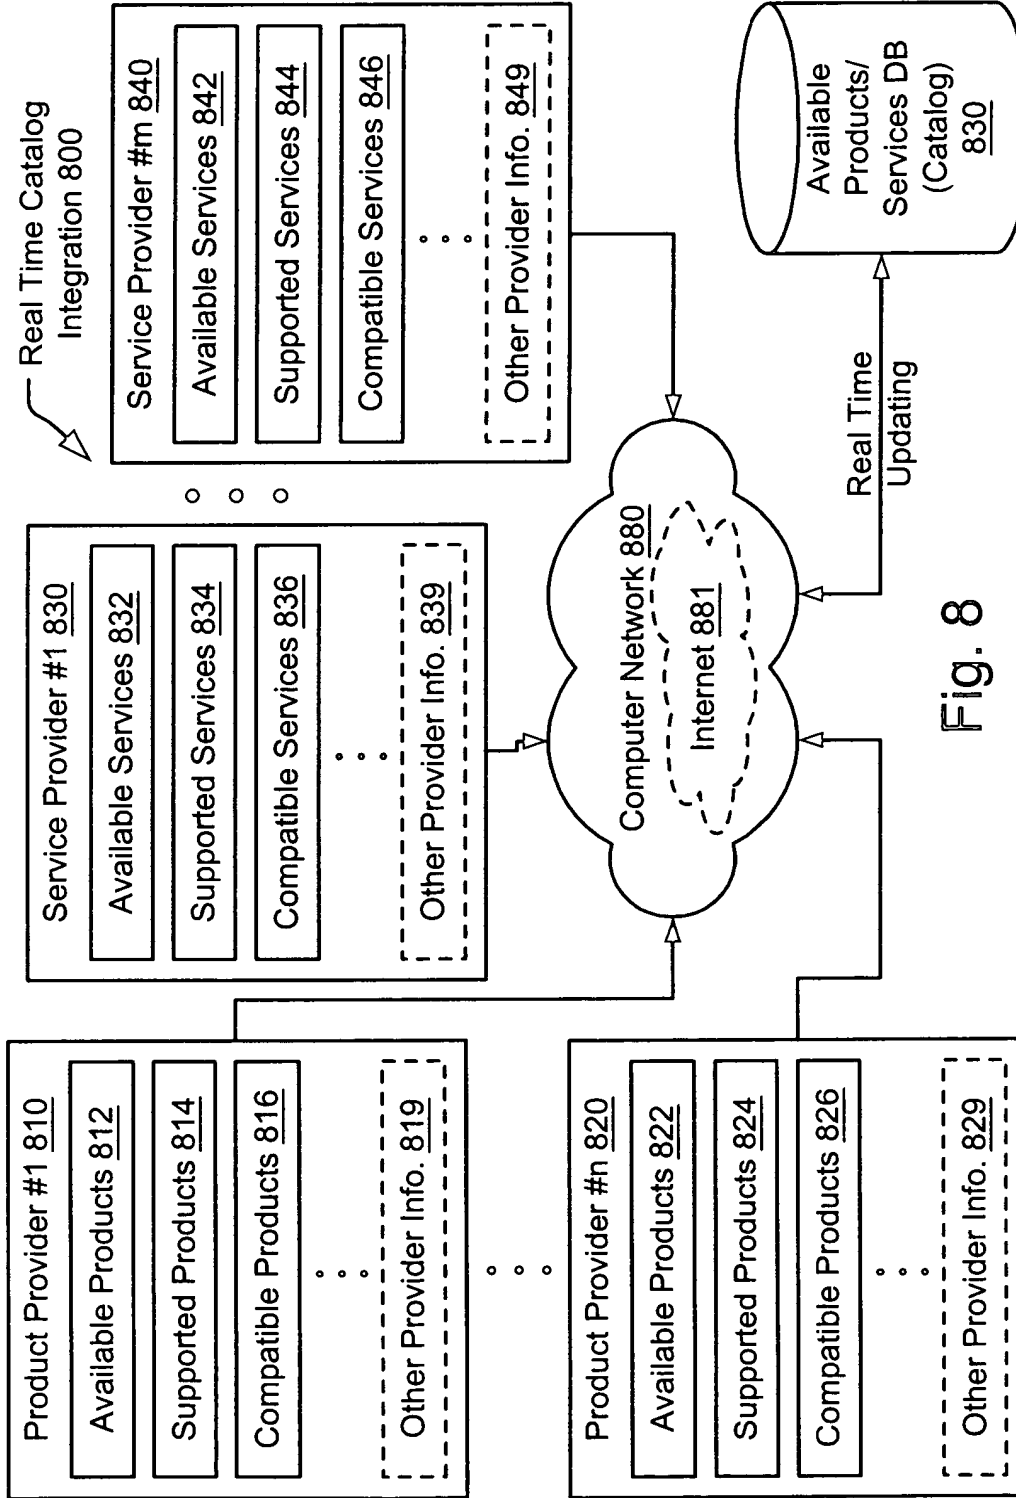 Real Time Catalog
Integration 800
Product Provider #1 810
Available Products 812
Supported Products 814
Compatible Products 816
Other Provider Info. 819
Service Provider #1 830
Available Services 832
Supported Services 834
Compatible Services 836
Other Provider Info. 839
Service Provider #m 840
Available Services 842
Supported Services 844
Compatible Services 846
Other Provider Info. 849
Product Provider #n 820
Available Products 822
Supported Products 824
Compatible Products 826
Other Provider Info. 829
Computer Network 880
Internet 881
Real Time
Updating
Available
Products/
Services DB
(Catalog)
830
Fig. 8